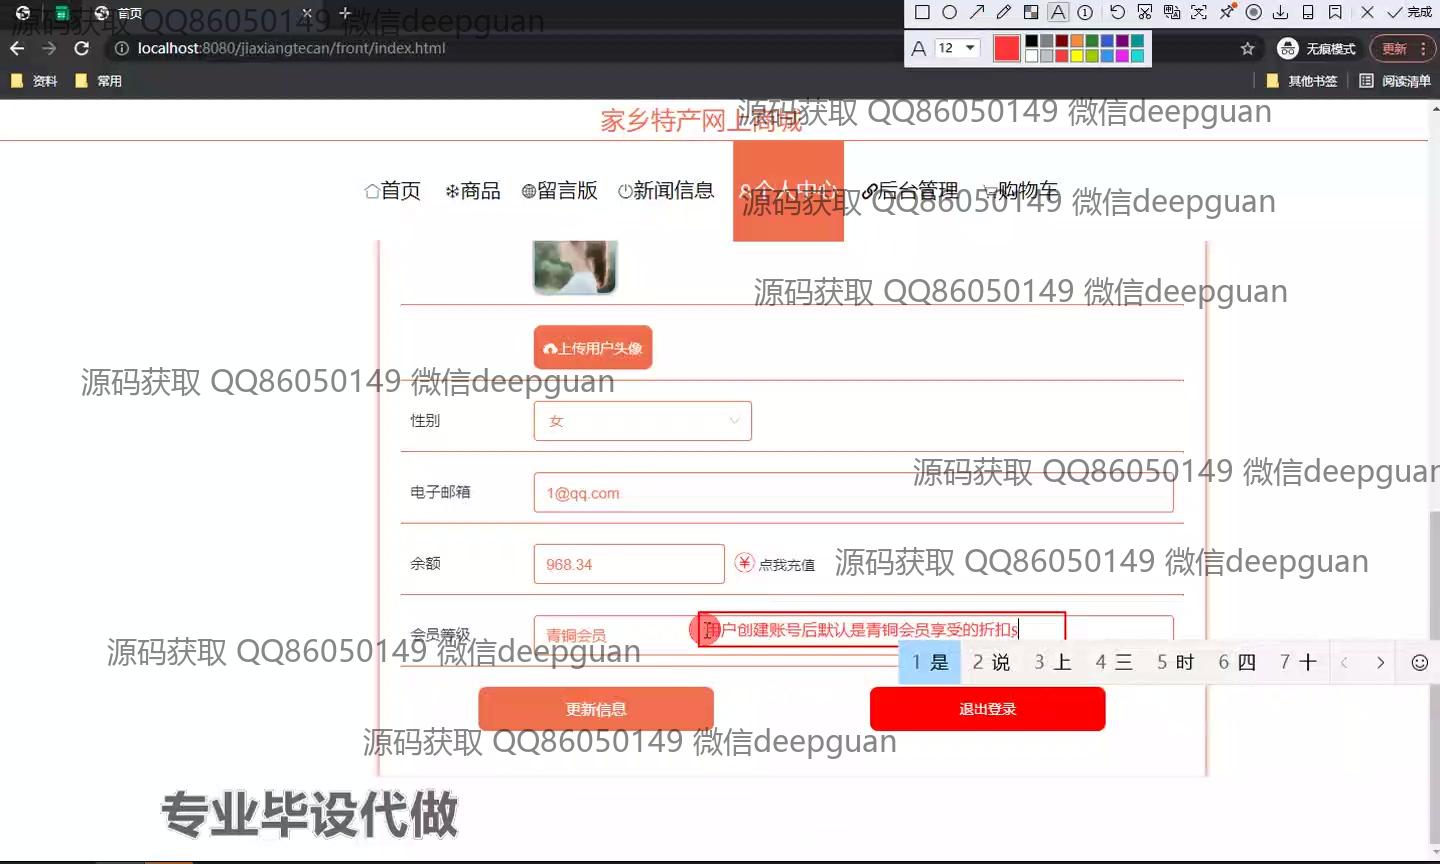 首页
完成
localhost:8080/jiaxiangtecan/front/index.html
12
无痕模式
更新
资料
常用
其他书签
阅读清单
源码获取 QQ86050149 微信deepguan
家乡特产网上商城
源码获取 QQ86050149 微信deepguan
首页
商品
留言版
新闻信息
个人中心
后台管理
购物车
源码获取 QQ86050149 微信deepguan
源码获取 QQ86050149 微信deepguan
上传用户头像
源码获取 QQ86050149 微信deepguan
性别
女
源码获取 QQ86050149 微信deepguan
电子邮箱
1@qq.com
余额
968.34
点我充值
源码获取 QQ86050149 微信deepguan
会员等级
青铜会员
用户创建账号后默认是青铜会员享受的折扣s
源码获取 QQ86050149 微信deepguan
1 是 2 说 3 上 4 三 5 时 6 四 7 十
更新信息
退出登录
源码获取 QQ86050149 微信deepguan
专业毕设代做